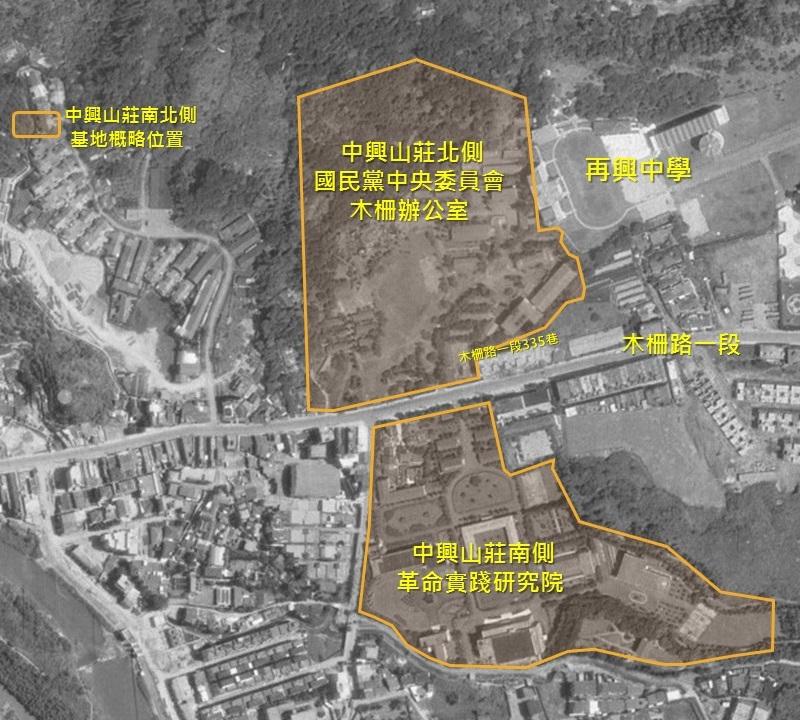 中興山莊南北側
基地概略位置
中興山莊北側
國民黨中央委員會
木柵辦公室
再興中學
木柵路一段
木柵路一段335巷
中興山莊南側
革命實踐研究院